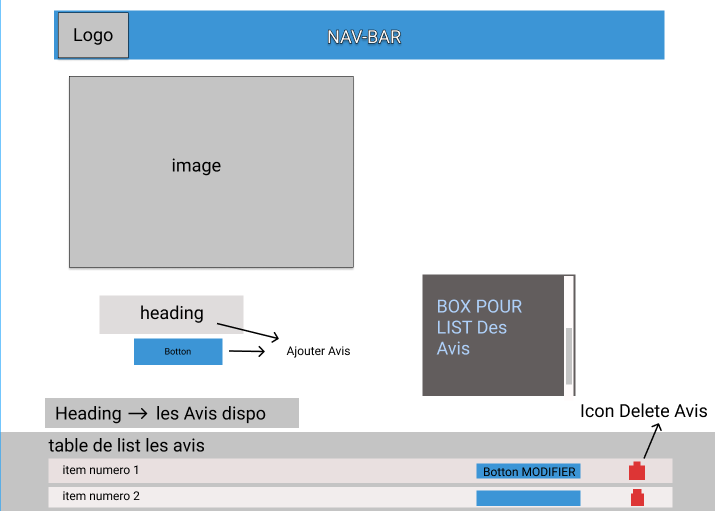 Logo
NAV-BAR
image
heading
Botton
Ajouter Avis
BOX POUR
LIST Des
Avis
Heading → les Avis dispo
Icon Delete Avis
table de list les avis
item numero 1
Botton MODIFIER
item numero 2